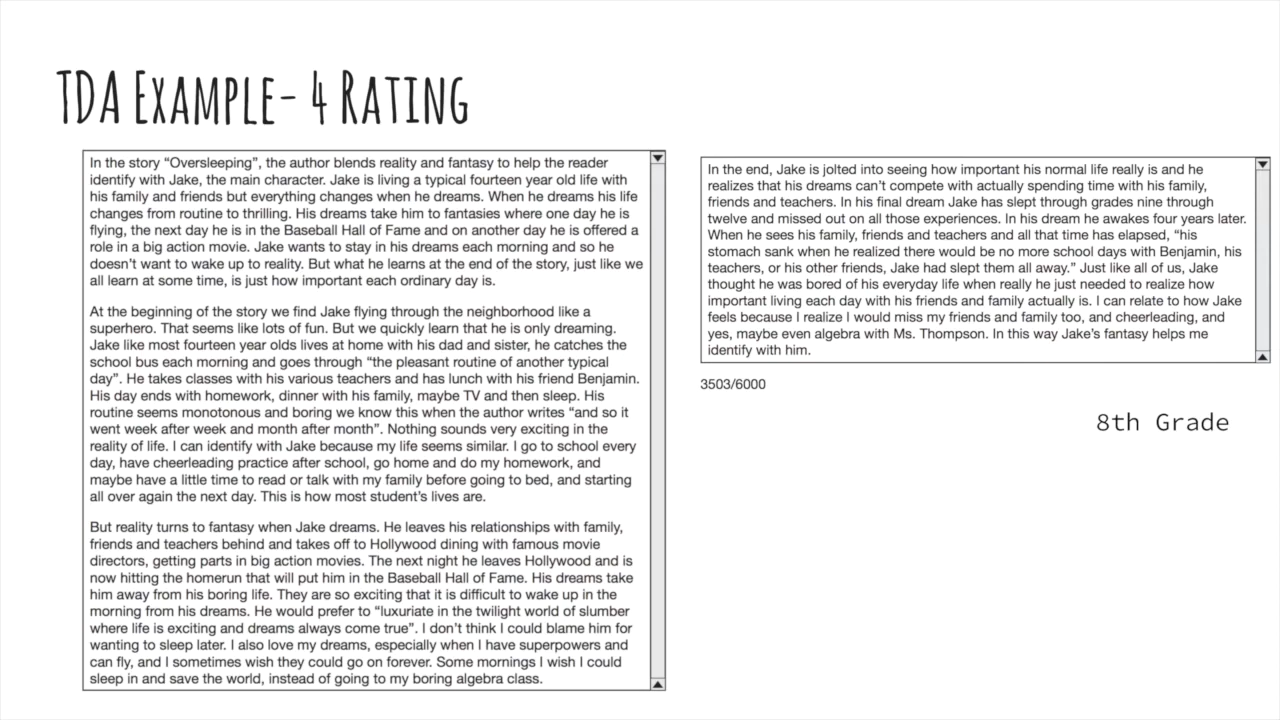 TDA Example- 4 Rating
In the story “Oversleeping”, the author blends reality and fantasy to help the reader
identify with Jake, the main character. Jake is living a typical fourteen year old life with
his family and friends but everything changes when he dreams. When he dreams his life
changes from routine to thrilling. His dreams take him to fantasies where one day he is
flying, the next day he is in the Baseball Hall of Fame and on another day he is offered a
role in a big action movie. Jake wants to stay in his dreams each morning and so he
doesn’t want to wake up to reality. But what he learns at the end of the story, just like we
all learn at some time, is just how important each ordinary day is.
At the beginning of the story we find Jake flying through the neighborhood like a
superhero. That seems like lots of fun. But we quickly learn that he is only dreaming.
Jake like most fourteen year olds lives at home with his dad and sister, he catches the
school bus each morning and goes through “the pleasant routine of another typical
day”. He takes classes with his various teachers and has lunch with his friend Benjamin.
His day ends with homework, dinner with his family, maybe TV and then sleep. His
routine seems monotonous and boring we know this when the author writes “and so it
went week after week and month after month”. Nothing sounds very exciting in the
reality of life. I can identify with Jake because my life seems similar. I go to school every
day, have cheerleading practice after school, go home and do my homework, and
maybe have a little time to read or talk with my family before going to bed, and starting
all over again the next day. This is how most student’s lives are.
But reality turns to fantasy when Jake dreams. He leaves his relationships with family,
friends and teachers behind and takes off to Hollywood dining with famous movie
directors, getting parts in big action movies. The next night he leaves Hollywood and is
now hitting the homerun that will put him in the Baseball Hall of Fame. His dreams take
him away from his boring life. They are so exciting that it is difficult to wake up in the
morning from his dreams. He would prefer to “luxuriate in the twilight world of slumber
where life is exciting and dreams always come true”. I don’t think I could blame him for
wanting to sleep later. I also love my dreams, especially when I have superpowers and
can fly, and I sometimes wish they could go on forever. Some mornings I wish I could
sleep in and save the world, instead of going to my boring algebra class.
In the end, Jake is jolted into seeing how important his normal life really is and he
realizes that his dreams can’t compete with actually spending time with his family,
friends and teachers. In his final dream Jake has slept through grades nine through
twelve and missed out on all those experiences. In his dream he awakes four years later.
When he sees his family, friends and teachers and all that time has elapsed, “his
stomach sank when he realized there would be no more school days with Benjamin, his
teachers, or his other friends, Jake had slept them all away.” Just like all of us, Jake
thought he was bored of his everyday life when really he just needed to realize how
important living each day with his friends and family actually is. I can relate to how Jake
feels because I realize I would miss my friends and family too, and cheerleading, and
yes, maybe even algebra with Ms. Thompson. In this way Jake’s fantasy helps me
identify with him.
3503/6000
8th Grade